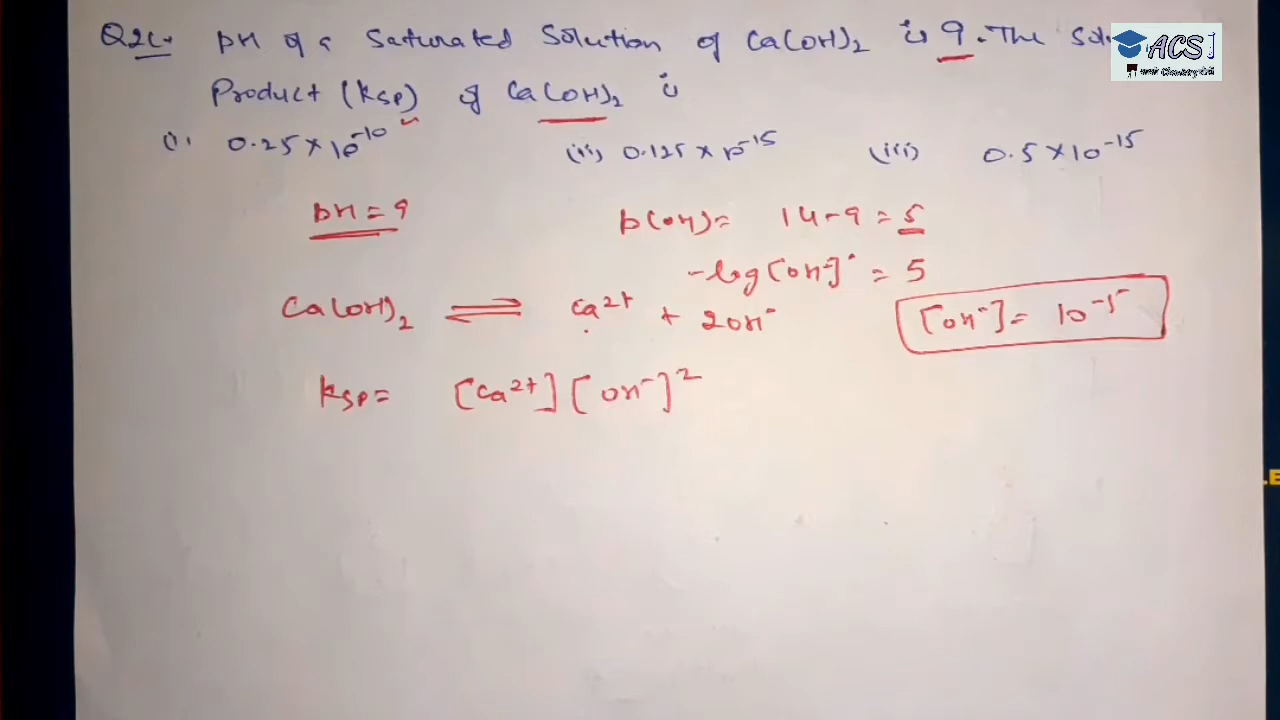 Q26. pH of a Saturated Solution of Ca(OH)₂ is 9. The
ACS
Product (Ksp) of Ca(OH)₂ is
(i). 0.25 × 10⁻¹⁰ (ii) 0.125 × 10⁻¹⁵ (iii) 0.5 × 10⁻¹⁵
pH = 9 p(OH) = 14 - 9 = 5
-log[OH⁻] = 5
Ca(OH)₂ ⇌ Ca²⁺ + 2OH⁻ [OH⁻] = 10⁻⁵
Ksp = [Ca²⁺] [OH⁻]²